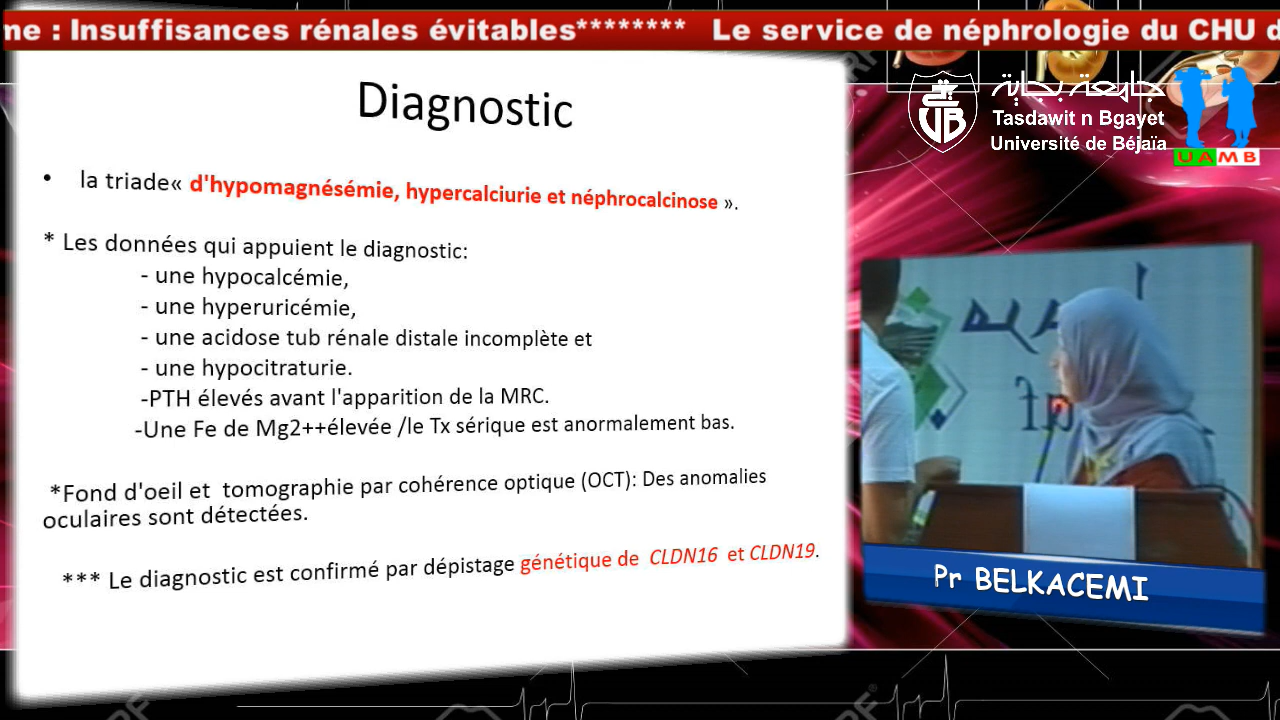 ne : Insuffisances rénales évitables******** Le service de néphrologie du CHU d
Diagnostic
• la triade« d'hypomagnésémie, hypercalciurie et néphrocalcinose ».
* Les données qui appuient le diagnostic:
- une hypocalcémie,
- une hyperuricémie,
- une acidose tub rénale distale incomplète et
- une hypocitraturie.
-PTH élevés avant l'apparition de la MRC.
-Une Fe de Mg2++élevée /le Tx sérique est anormalement bas.
*Fond d'oeil et tomographie par cohérence optique (OCT): Des anomalies
oculaires sont détectées.
*** Le diagnostic est confirmé par dépistage génétique de CLDN16 et CLDN19.
جامعة بجاية
Tasdawit n Bgayet
Université de Béjaïa
UAMB
Pr BELKACEMI